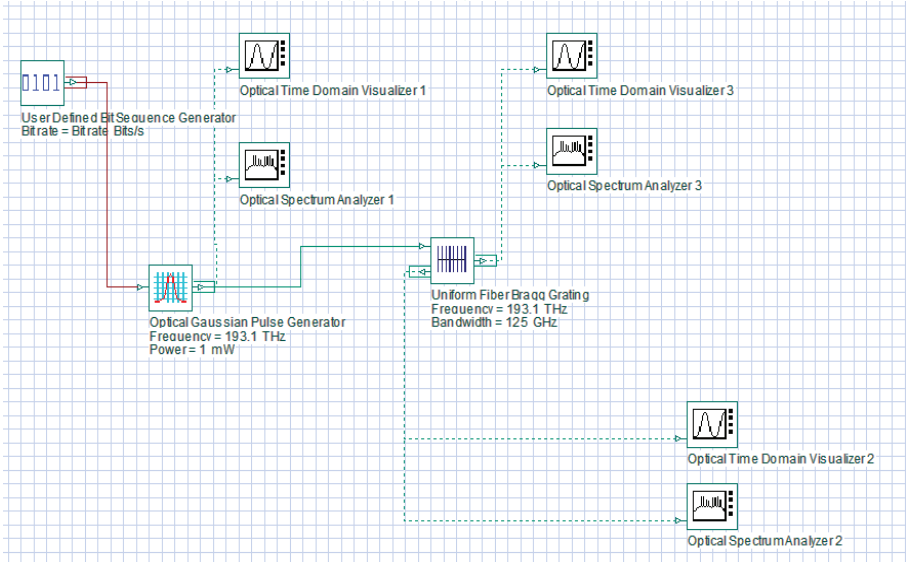 Optical Time Domain Visualizer 1
Optical Time Domain Visualizer 3
0101
User Defined Bit Sequence Generator
Bitrate = Bitrate Bits/s
Optical Spectrum Analyzer 1
Optical Spectrum Analyzer 3
Uniform Fiber Bragg Grating
Frequency = 193.1 THz
Bandwidth = 125 GHz
Optical Gaussian Pulse Generator
Frequency = 193.1 THz
Power = 1 mW
Optical Time Domain Visualizer 2
Optical Spectrum Analyzer 2